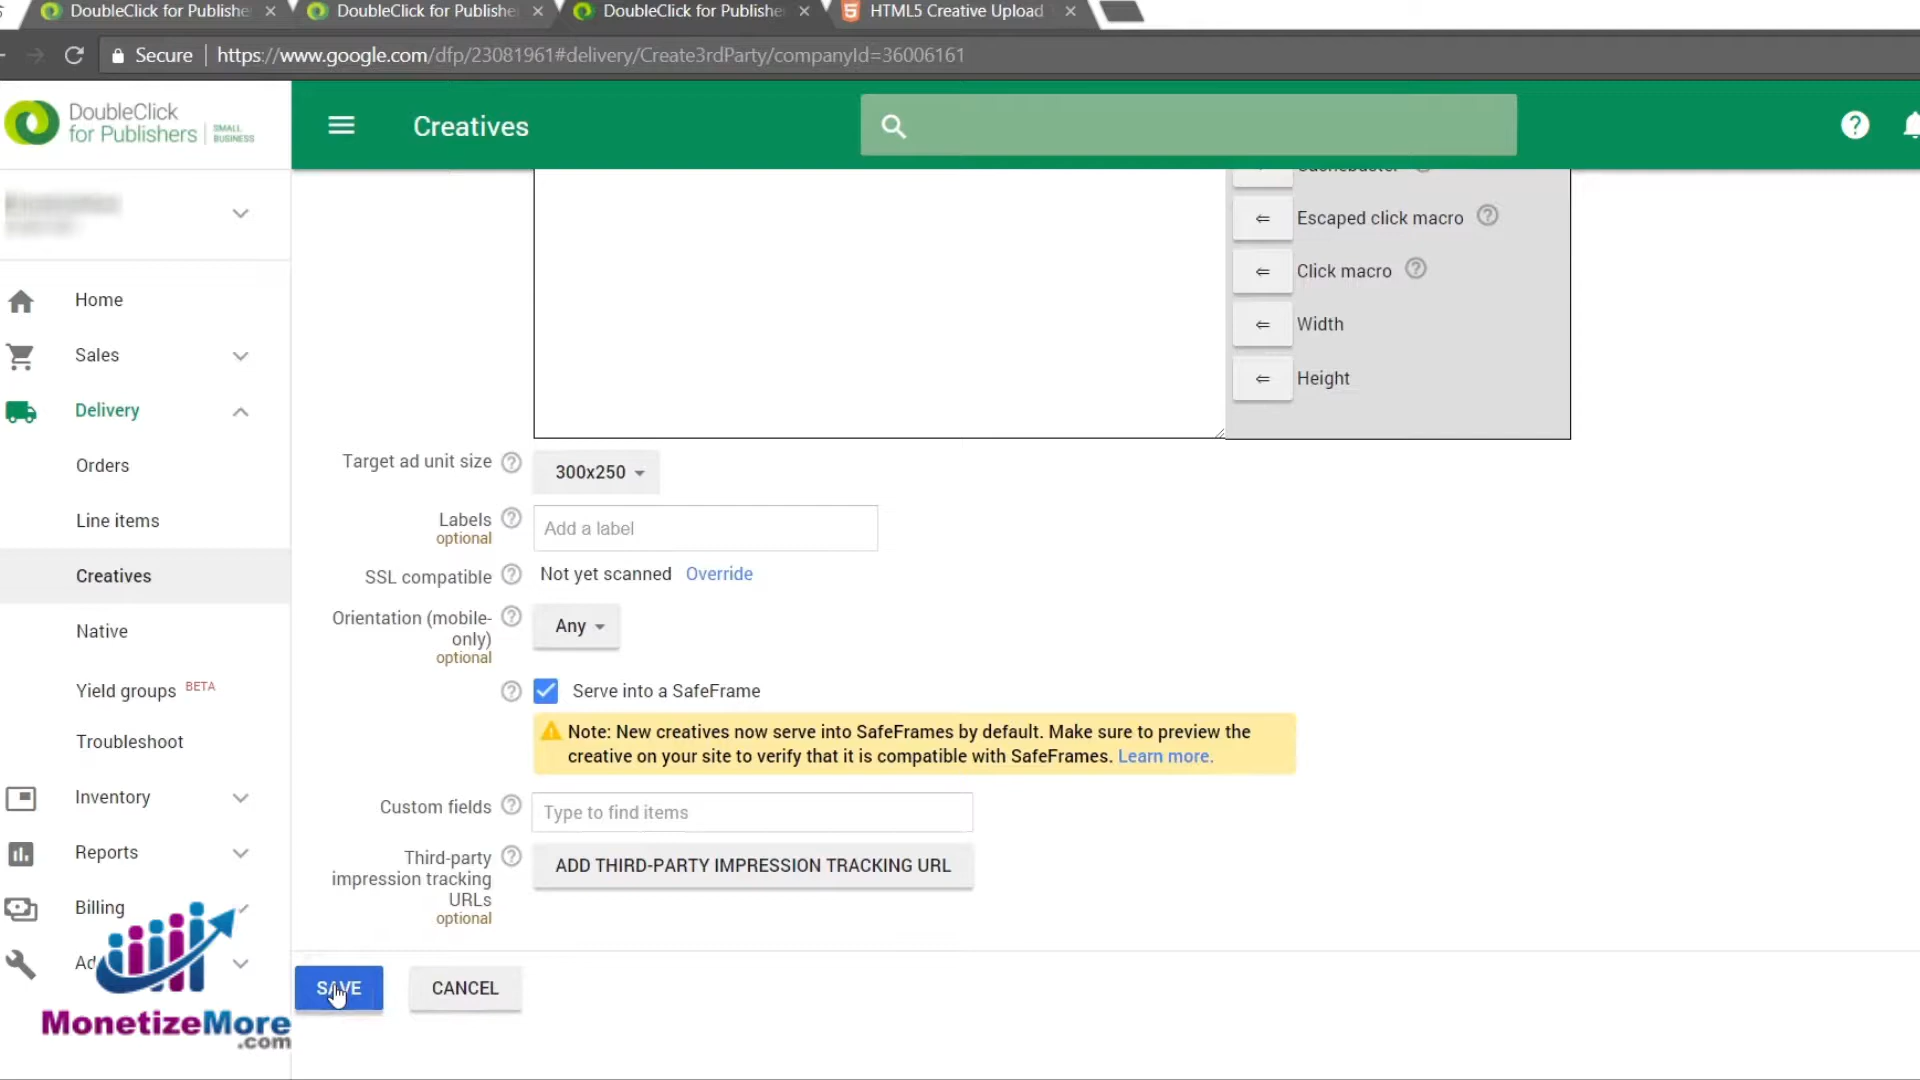 DoubleClick for Publishe
DoubleClick for Publishe
DoubleClick for Publishe
HTML5 Creative Upload
Secure
https://www.google.com/dfp/23081961#delivery/Create3rdParty/companyId=36006161
DoubleClick
for Publishers
SMALL
BUSINESS
Creatives
Home
Sales
Delivery
Orders
Line items
Creatives
Native
Yield groups BETA
Troubleshoot
Inventory
Reports
Billing
Ad
Escaped click macro
Click macro
Width
Height
Target ad unit size
300x250
Labels
optional
Add a label
SSL compatible
Not yet scanned Override
Orientation (mobile-
only)
optional
Any
Serve into a SafeFrame
Note: New creatives now serve into SafeFrames by default. Make sure to preview the
creative on your site to verify that it is compatible with SafeFrames. Learn more.
Custom fields
Type to find items
Third-party
impression tracking
URLs
optional
ADD THIRD-PARTY IMPRESSION TRACKING URL
SAVE
CANCEL
MonetizeMore
.com